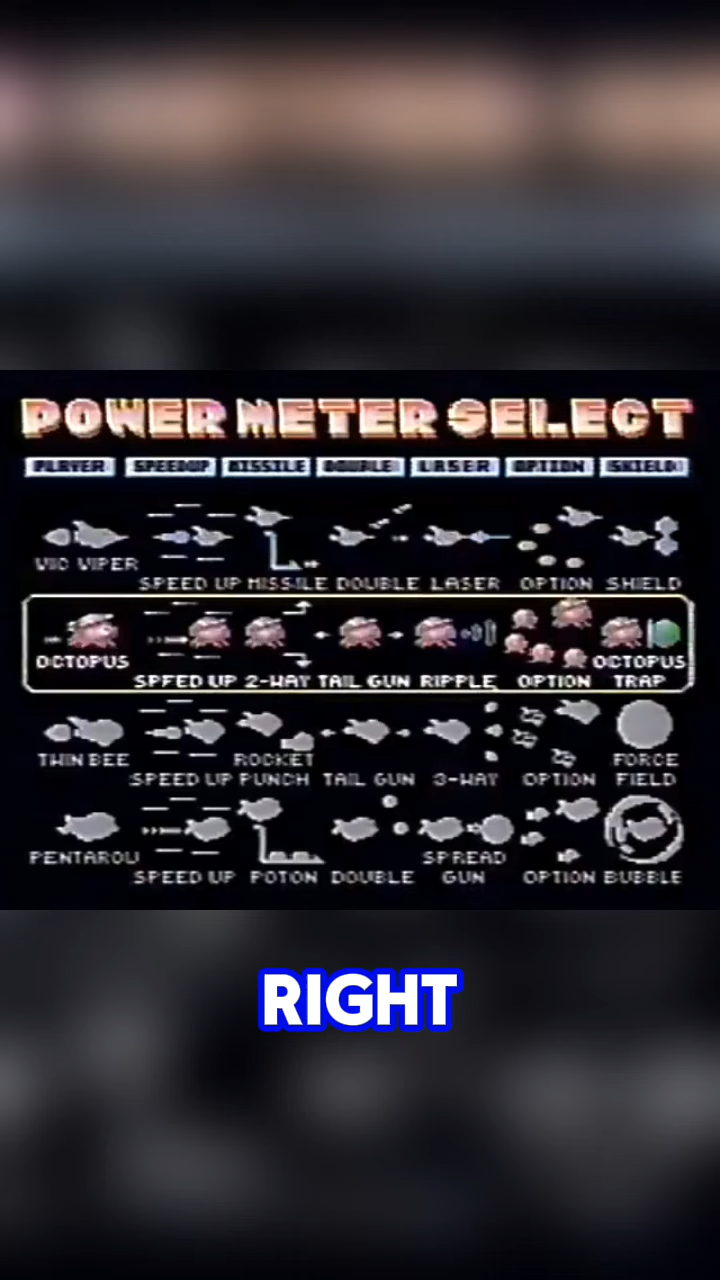 POWER METER SELECT
PLAYER SPEEDUP MISSILE DOUBLE LASER OPTION SHIELD
VIC VIPER
SPEED UP MISSILE DOUBLE LASER OPTION SHIELD
OCTOPUS OCTOPUS
SPEED UP 2-WAY TAIL GUN RIPPLE OPTION TRAP
TWIN BEE ROCKET FORCE
SPEED UP PUNCH TAIL GUN 3-WAY OPTION FIELD
PENTAROU SPREAD
SPEED UP POTON DOUBLE GUN OPTION BUBBLE
RIGHT